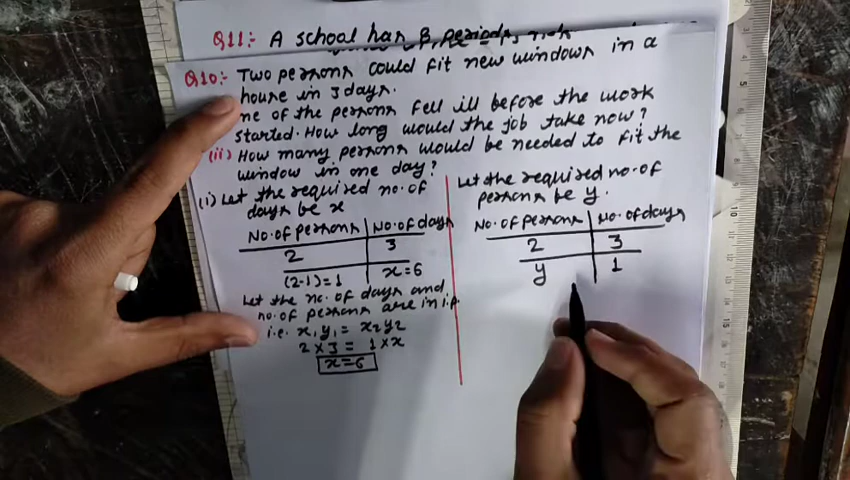 Q11:- A school has 8 periods
Q10:- Two persons could fit new windows in a
house in 3 days.
ne of the persons fell ill before the work
started. How long would the job take now?
(ii) How many persons would be needed to fit the
window in one day?
(i) Let the required no. of
days be x
No. of persons No. of days
2 3
(2-1)=1 x=6
Let the no. of days and
no. of persons are in i.p.
i.e. x₁y₁ = x₂y₂
2 × 3 = 1 × x
x=6
Let the required no. of
persons be y.
No. of persons No. of days
2 3
y 1